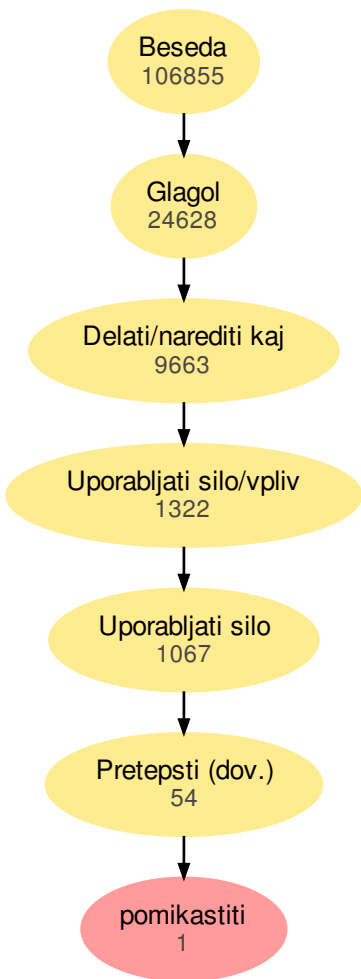 Beseda
106855
Glagol
24628
Delati/narediti kaj
9663
Uporabljati silo/vpliv
1322
Uporabljati silo
1067
Pretepsti (dov.)
54
pomikastiti
1